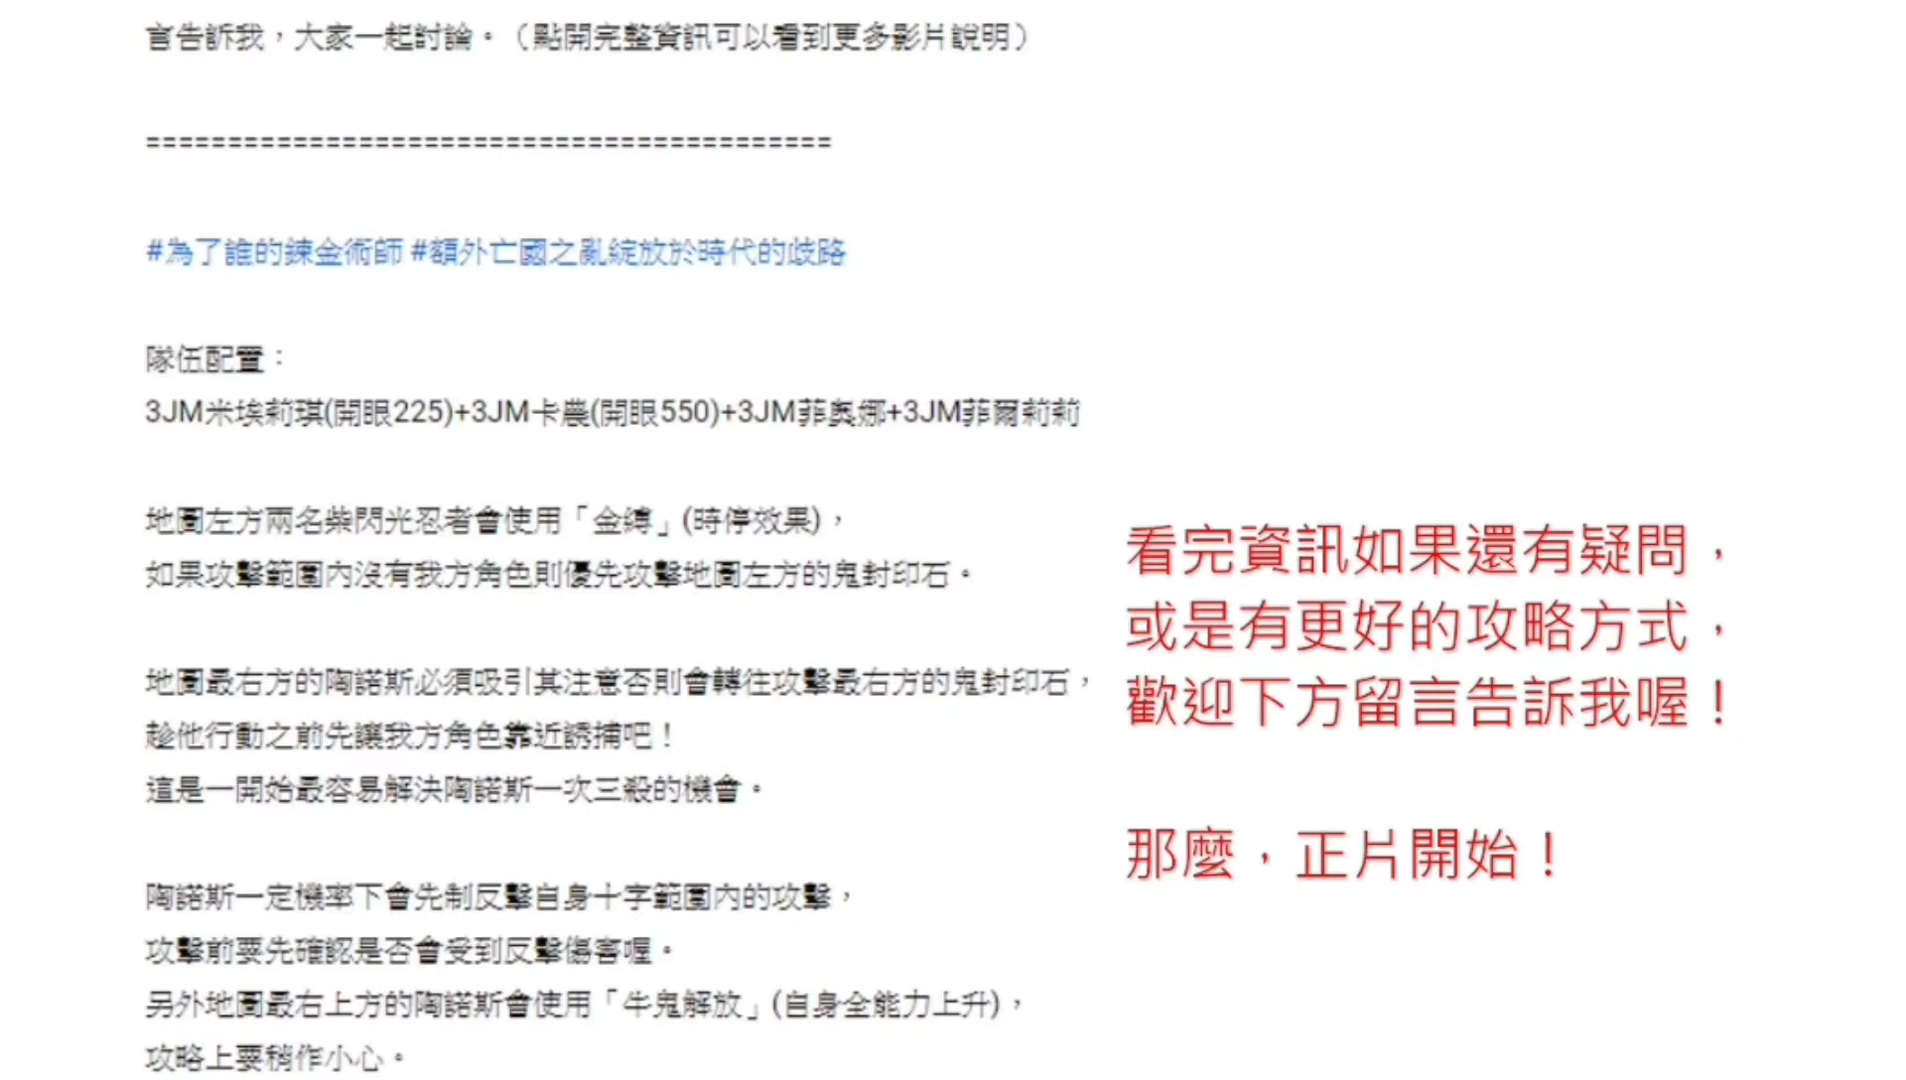 言告訴我，大家一起討論。（點開完整資訊可以看到更多影片說明）
==========================================
#為了誰的鍊金術師 #額外亡國之亂綻放於時代的歧路
隊伍配置：
3JM米埃莉琪(開眼225)+3JM卡農(開眼550)+3JM菲奧娜+3JM菲爾莉莉
地圖左方兩名柴閃光忍者會使用「金縛」(時停效果)，
如果攻擊範圍內沒有我方角色則優先攻擊地圖左方的鬼封印石。
地圖最右方的陶諾斯必須吸引其注意否則會轉往攻擊最右方的鬼封印石，
趁他行動之前先讓我方角色靠近誘捕吧！
這是一開始最容易解決陶諾斯一次三殺的機會。
陶諾斯一定機率下會先制反擊自身十字範圍內的攻擊，
攻擊前要先確認是否會受到反擊傷害喔。
另外地圖最右上方的陶諾斯會使用「牛鬼解放」(自身全能力上升)，
攻略上要稍作小心。
看完資訊如果還有疑問，
或是有更好的攻略方式，
歡迎下方留言告訴我喔！
那麼，正片開始！